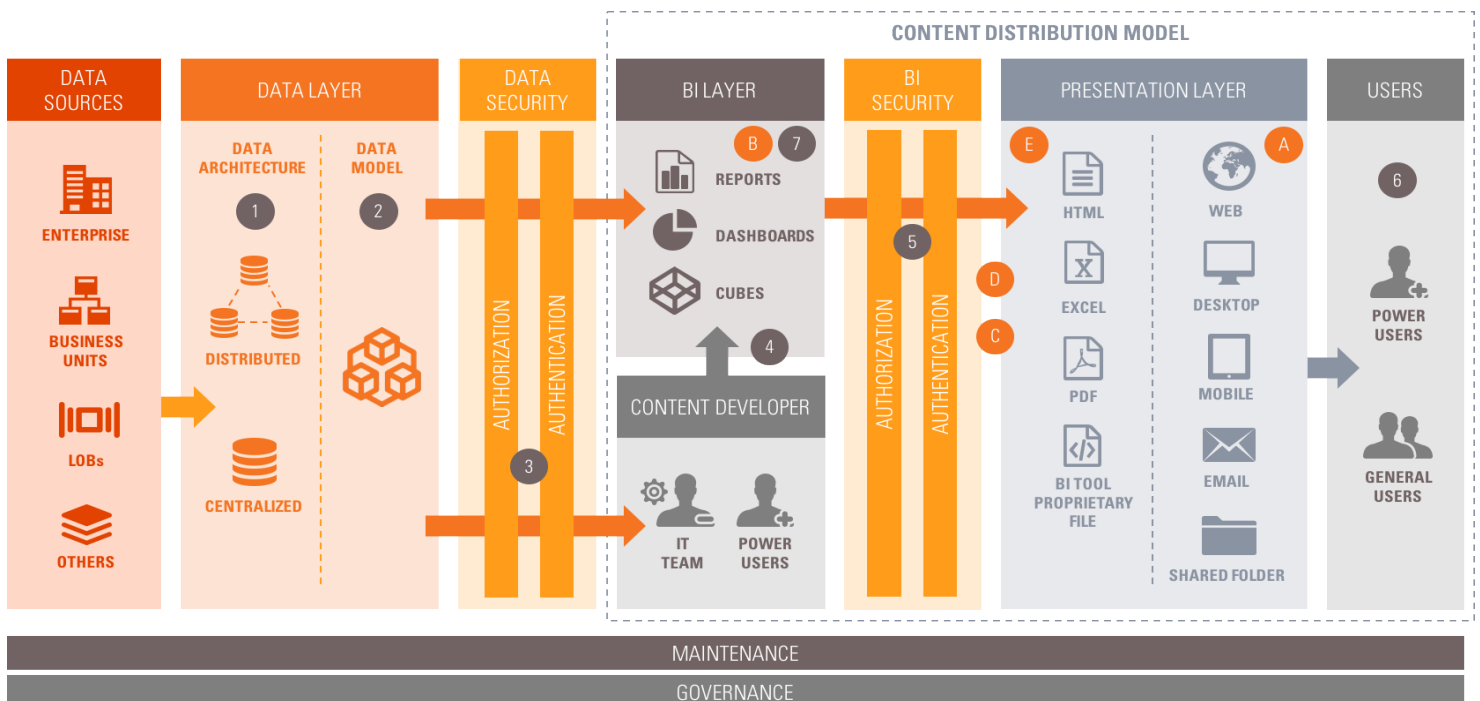 CONTENT DISTRIBUTION MODEL
DATA
SOURCES
DATA LAYER
DATA
SECURITY
BI LAYER
BI
SECURITY
PRESENTATION LAYER
USERS
ENTERPRISE
BUSINESS
UNITS
LOBs
OTHERS
DATA
ARCHITECTURE
1
DISTRIBUTED
CENTRALIZED
DATA
MODEL
2
AUTHORIZATION
AUTHENTICATION
3
B
7
REPORTS
DASHBOARDS
CUBES
4
CONTENT DEVELOPER
IT
TEAM
POWER
USERS
AUTHORIZATION
AUTHENTICATION
5
D
C
E
HTML
X
EXCEL
PDF
</>
BI TOOL
PROPRIETARY
FILE
A
WEB
DESKTOP
MOBILE
EMAIL
SHARED FOLDER
6
POWER
USERS
GENERAL
USERS
MAINTENANCE
GOVERNANCE